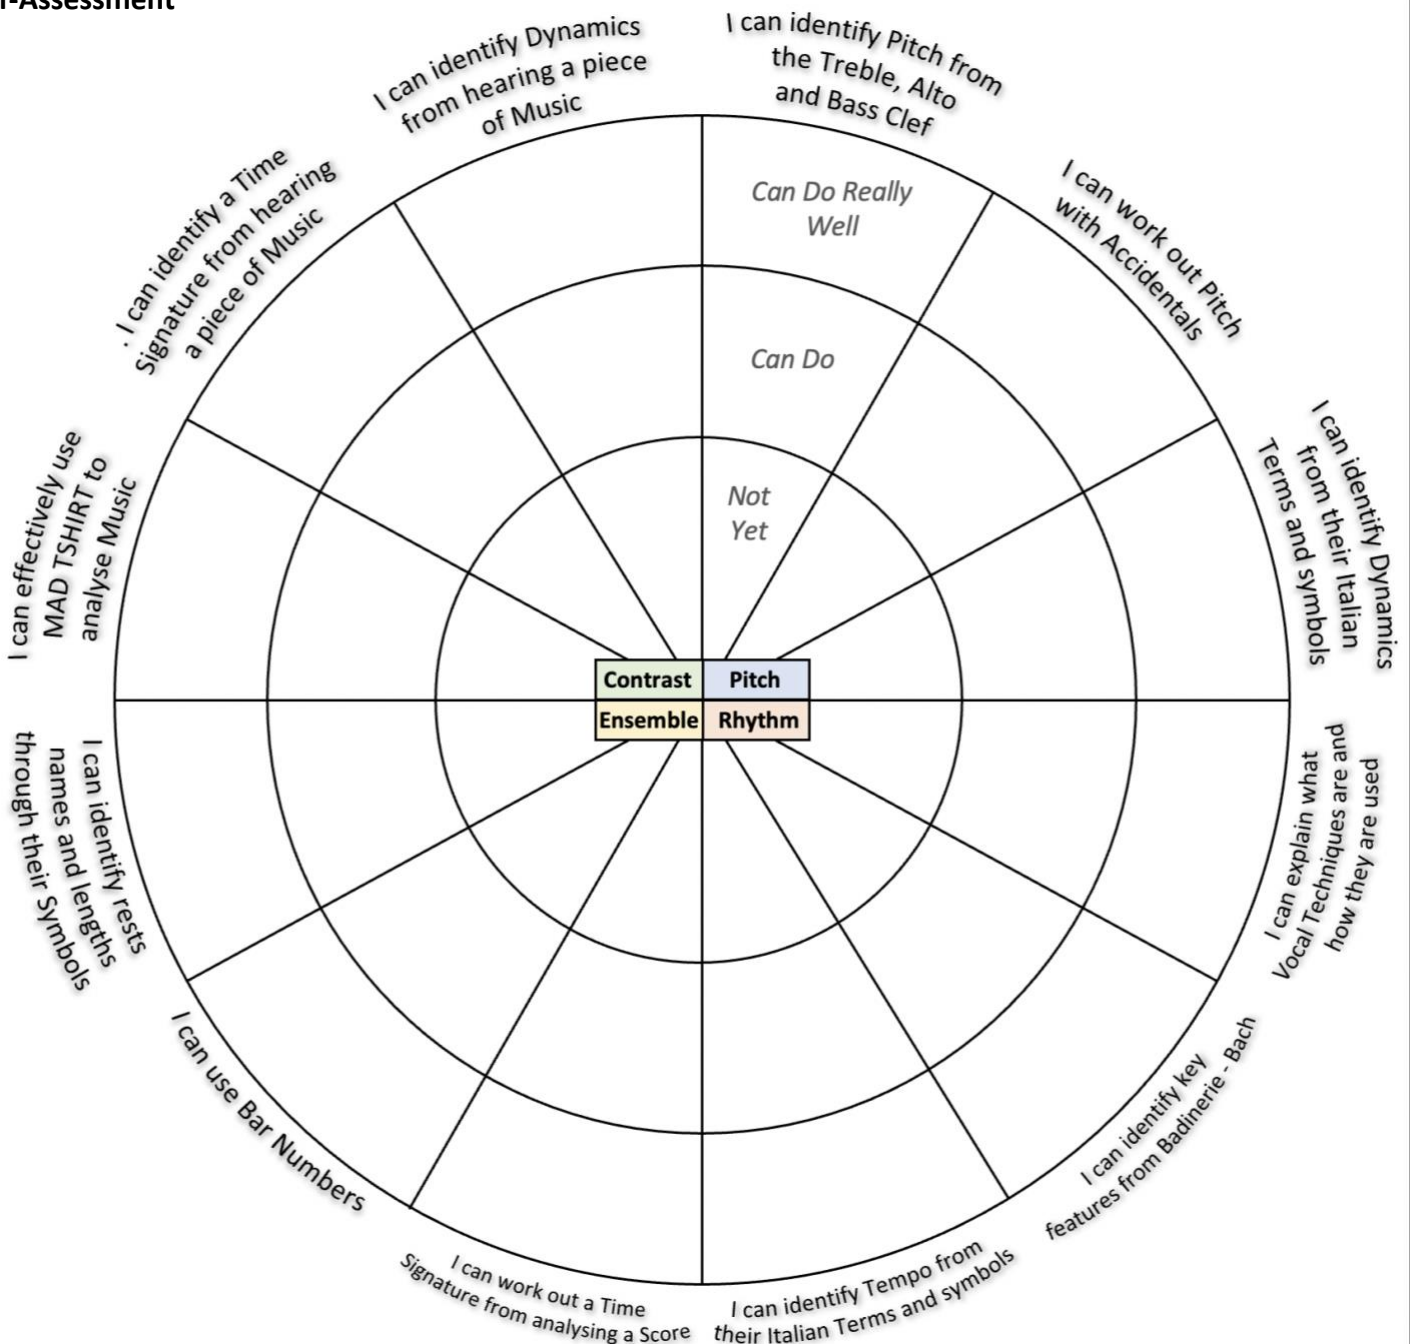 -Assessment
I can identify Dynamics
from hearing a piece
of Music
I can identify Pitch from
the Treble, Alto
and Bass Clef
I can work out Pitch
with Accidentals
I can identify Dynamics
from their Italian
Terms and symbols
I can explain what
Vocal Techniques are and
how they are used
I can identify key
features from Badinerie - Bach
I can identify Tempo from
their Italian Terms and symbols
I can work out a Time
Signature from analysing a Score
I can use Bar Numbers
I can identify rests
names and lengths
through their Symbols
I can effectively use
MAD TSHIRT to
analyse Music
. I can identify a Time
Signature from hearing
a piece of Music
Can Do Really
Well
Can Do
Not
Yet
Contrast
Pitch
Ensemble
Rhythm